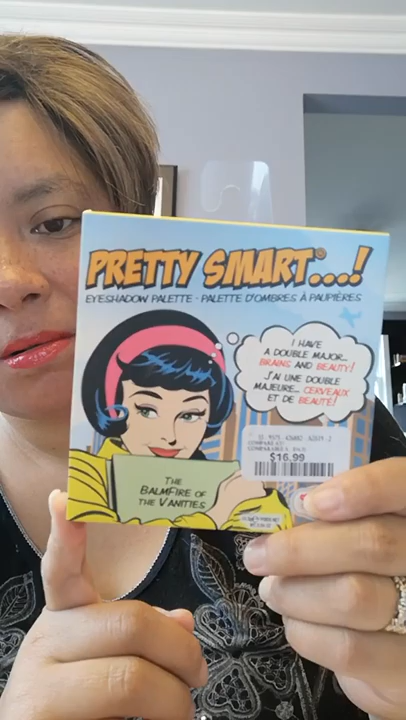 PRETTY SMART®...!
EYESHADOW PALETTE • PALETTE D'OMBRES À PAUPIÈRES
I HAVE
A DOUBLE MAJOR...
BRAINS AND BEAUTY!
J'AI UNE DOUBLE
MAJEURE... CERVEAUX
ET DE BEAUTÉ!
$16.99
THE
BALMFIRE OF
THE VANITIES